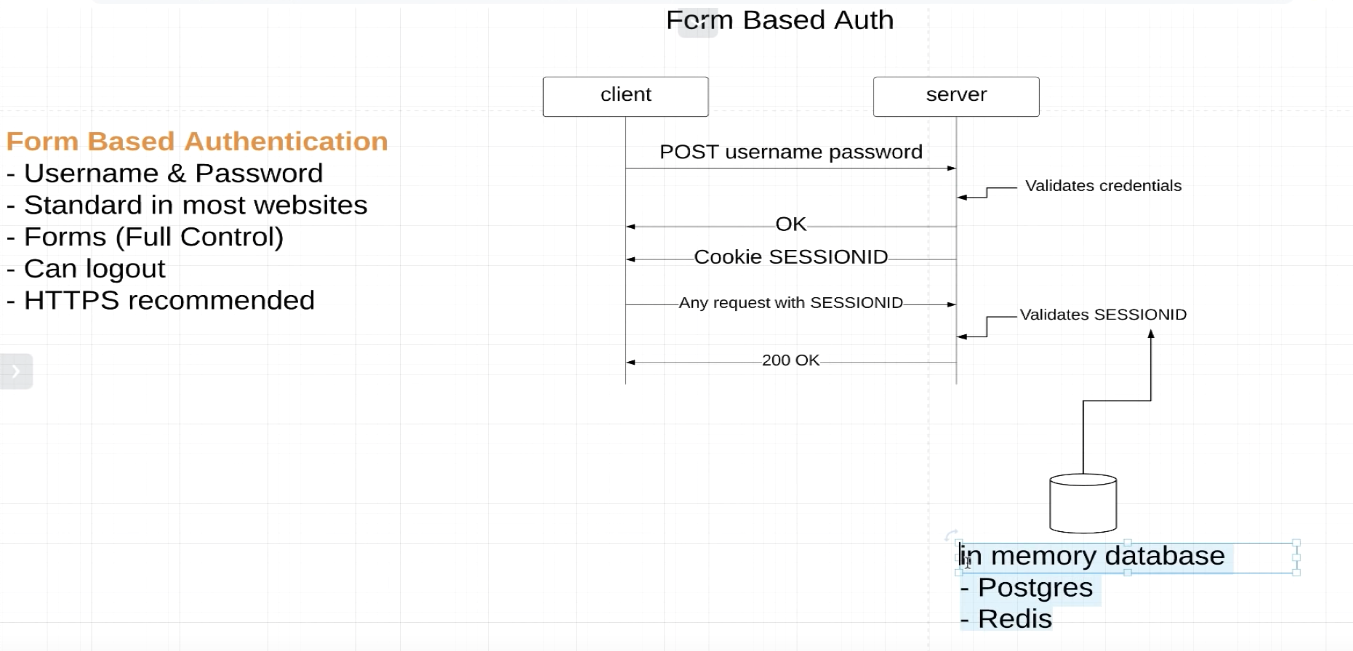 Form Based Auth
client
server
Form Based Authentication
- Username & Password
- Standard in most websites
- Forms (Full Control)
- Can logout
- HTTPS recommended
POST username password
Validates credentials
OK
Cookie SESSIONID
Any request with SESSIONID
Validates SESSIONID
200 OK
in memory database
- Postgres
- Redis